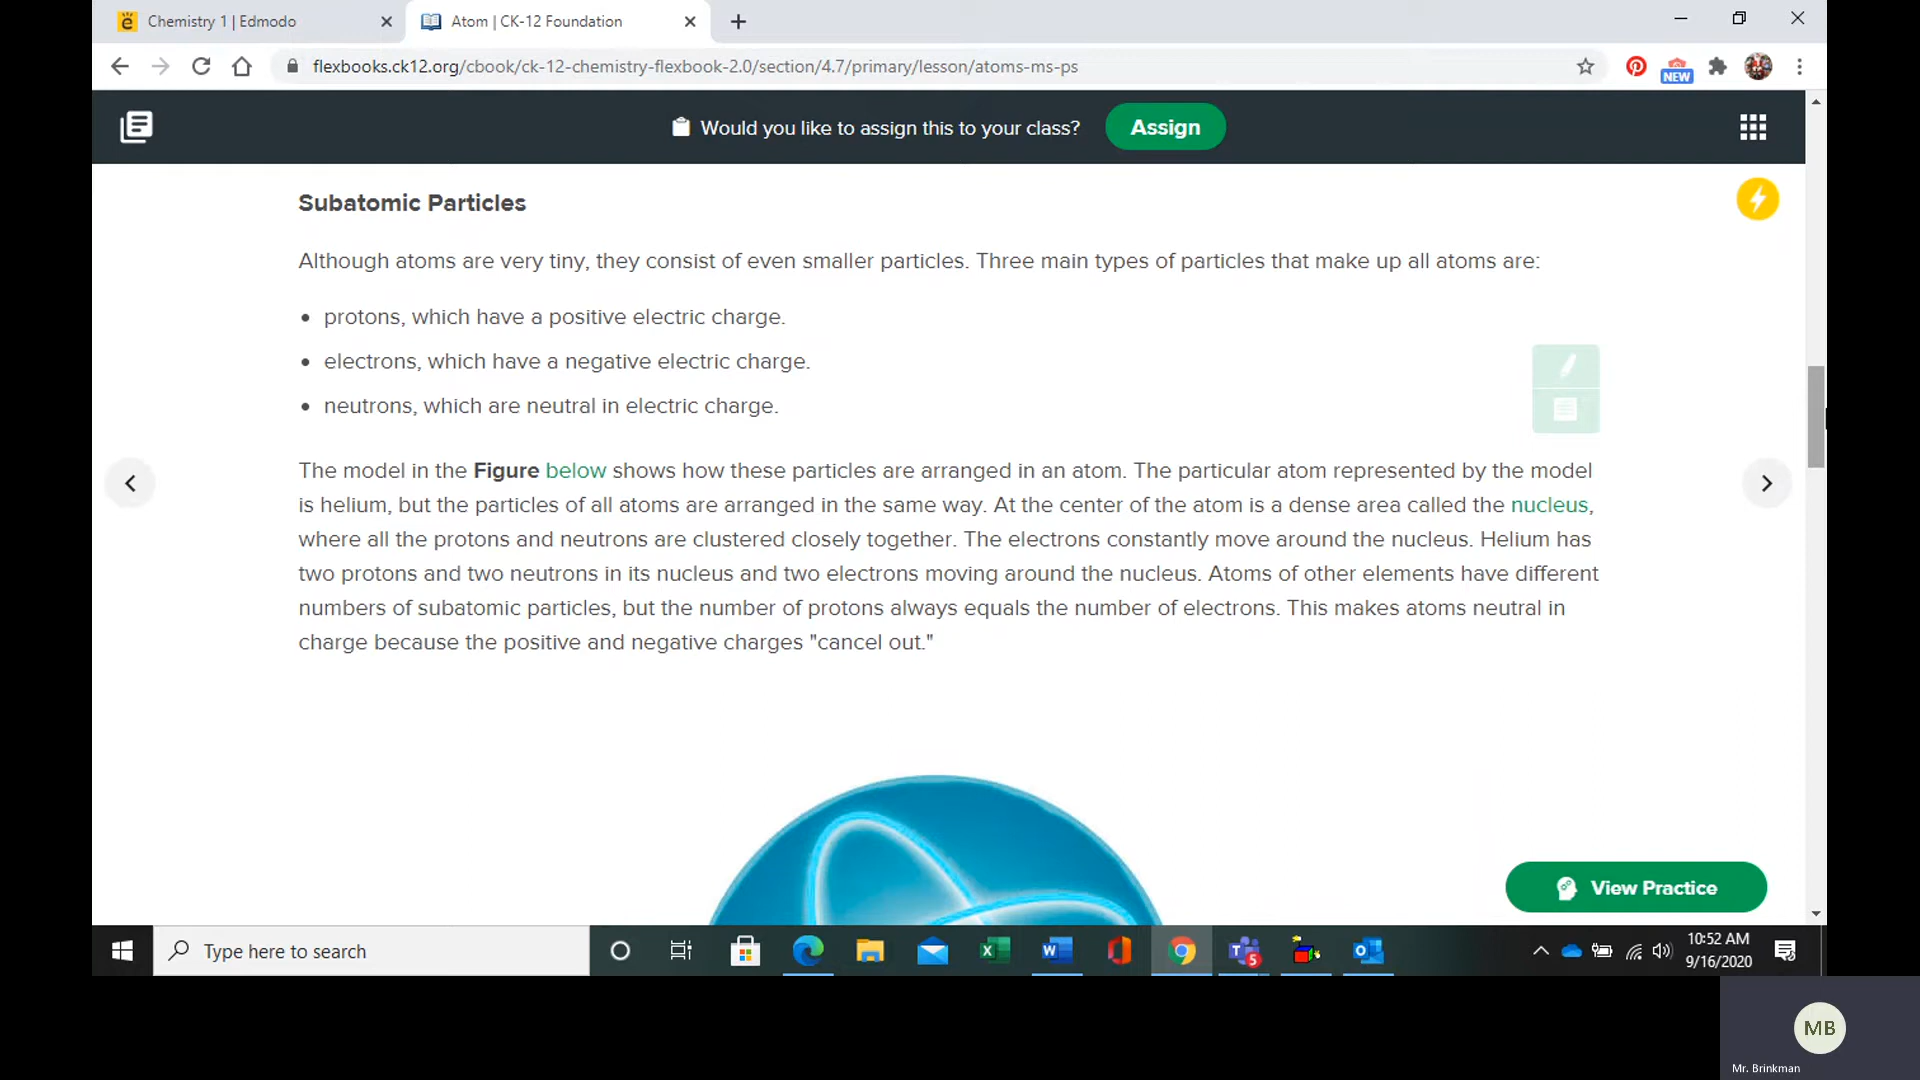 Chemistry 1 | Edmodo
Atom | CK-12 Foundation
flexbooks.ck12.org/cbook/ck-12-chemistry-flexbook-2.0/section/4.7/primary/lesson/atoms-ms-ps
NEW
Would you like to assign this to your class?
Assign
Subatomic Particles
Although atoms are very tiny, they consist of even smaller particles. Three main types of particles that make up all atoms are:
• protons, which have a positive electric charge.
• electrons, which have a negative electric charge.
• neutrons, which are neutral in electric charge.
The model in the Figure below shows how these particles are arranged in an atom. The particular atom represented by the model
is helium, but the particles of all atoms are arranged in the same way. At the center of the atom is a dense area called the nucleus,
where all the protons and neutrons are clustered closely together. The electrons constantly move around the nucleus. Helium has
two protons and two neutrons in its nucleus and two electrons moving around the nucleus. Atoms of other elements have different
numbers of subatomic particles, but the number of protons always equals the number of electrons. This makes atoms neutral in
charge because the positive and negative charges "cancel out."
View Practice
Type here to search
10:52 AM
9/16/2020
MB
Mr. Brinkman